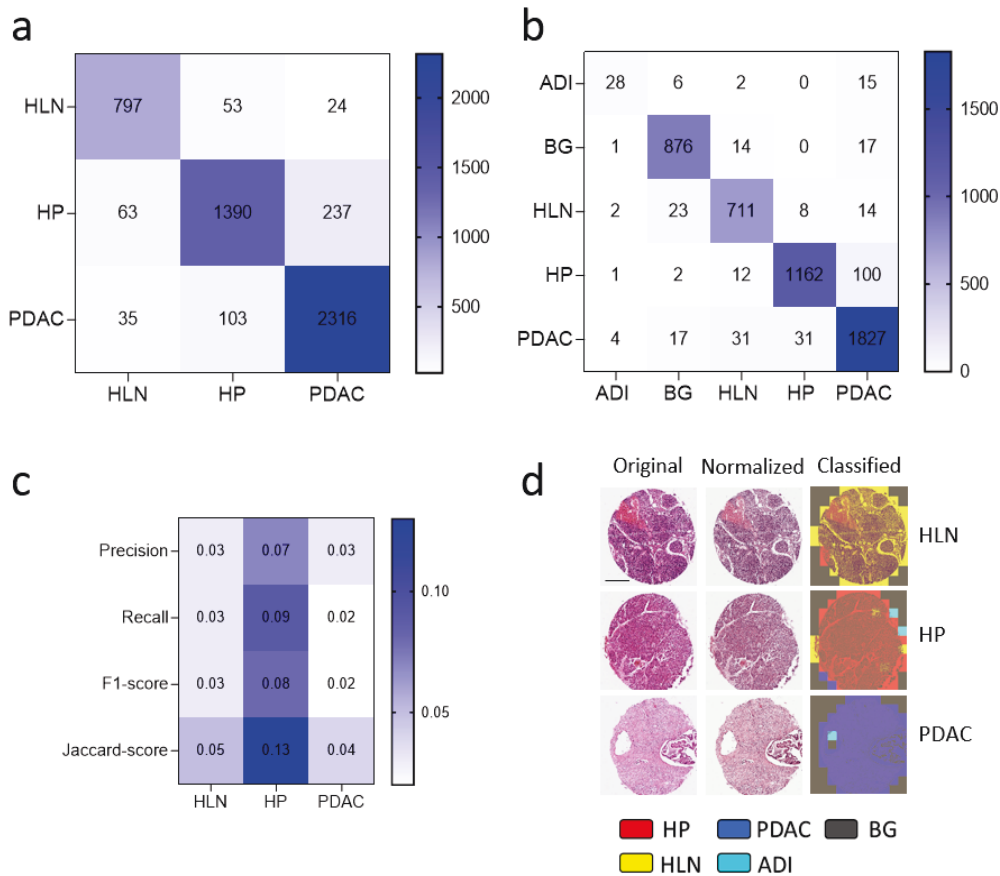 a
HLN 797 53 24
HP 63 1390 237
PDAC 35 103 2316
HLN HP PDAC
2000
1500
1000
500
b
ADI 28 6 2 0 15
BG 1 876 14 0 17
HLN 2 23 711 8 14
HP 1 2 12 1162 100
PDAC 4 17 31 31 1827
ADI BG HLN HP PDAC
1500
1000
500
0
c
Precision 0.03 0.07 0.03
Recall 0.03 0.09 0.02
F1-score 0.03 0.08 0.02
Jaccard-score 0.05 0.13 0.04
HLN HP PDAC
0.10
0.05
d
Original Normalized Classified
HLN
HP
PDAC
HP PDAC BG
HLN ADI